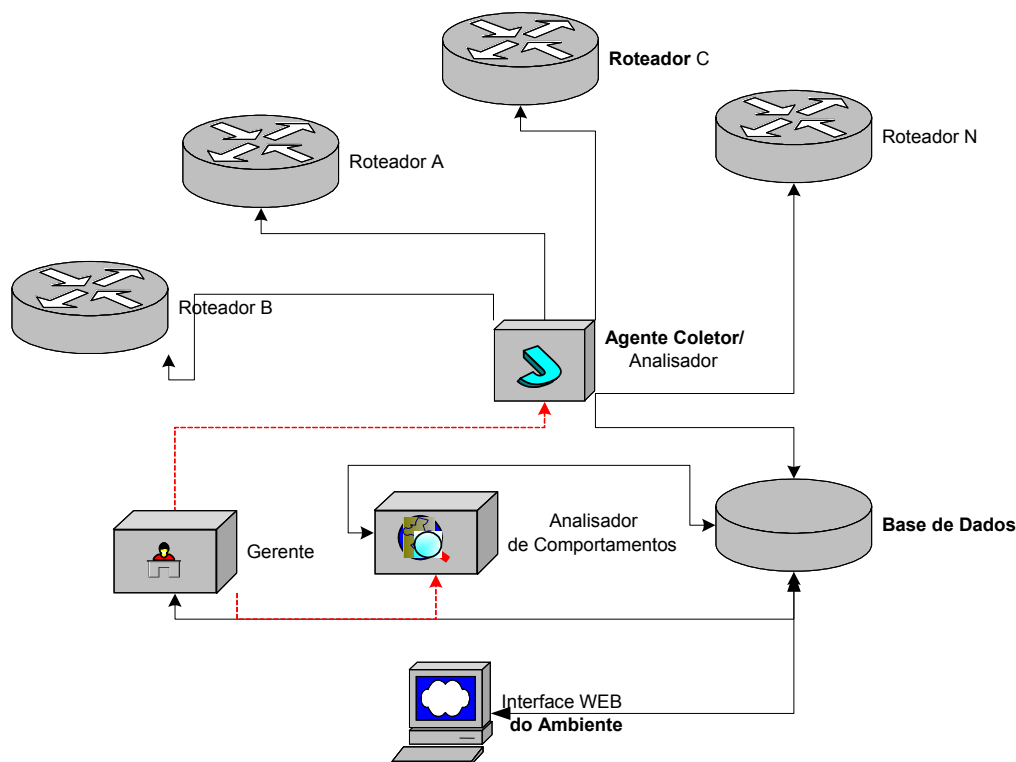 Roteador C
Roteador N
Roteador A
Roteador B
Agente Coletor/
Analisador
Analisador
de Comportamentos
Base de Dados
Gerente
Interface WEB
do Ambiente